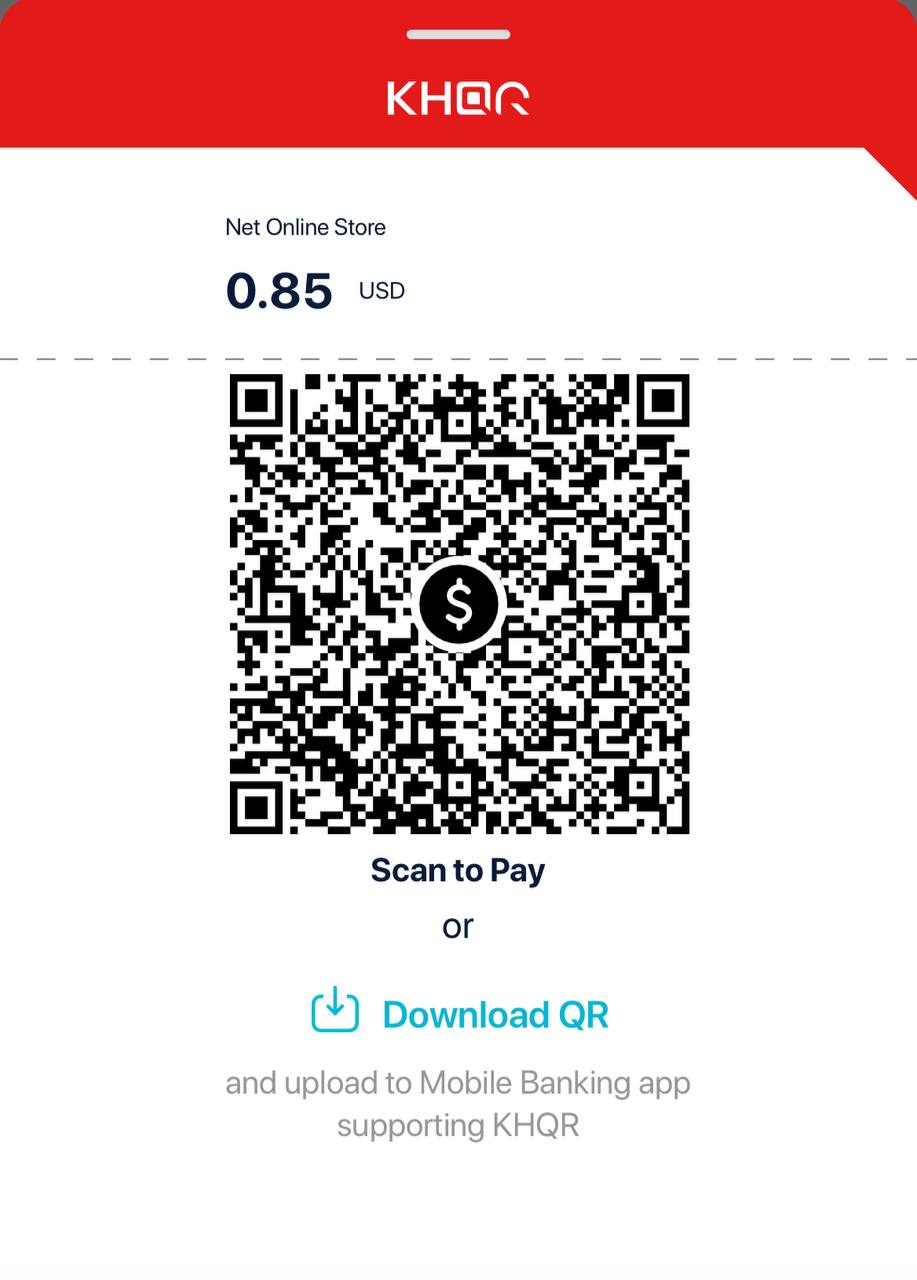 KHQR
Net Online Store
0.85 USD
$
Scan to Pay
or
Download QR
and upload to Mobile Banking app
supporting KHQR